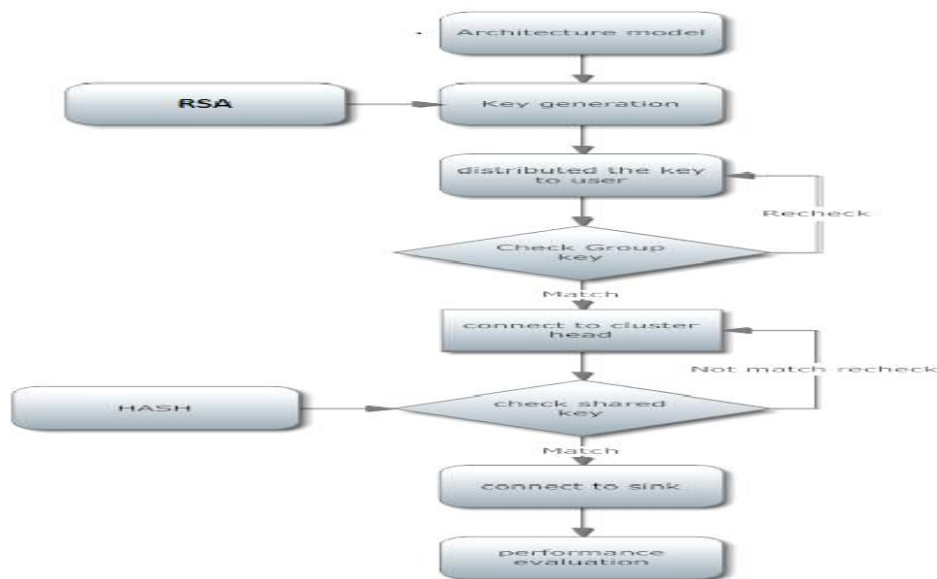 Architecture model
RSA
Key generation
distributed the key
to user
Recheck
Check Group
key
Match
connect to cluster
head
Not match recheck
HASH
check shared
key
Match
connect to sink
performance
evaluation